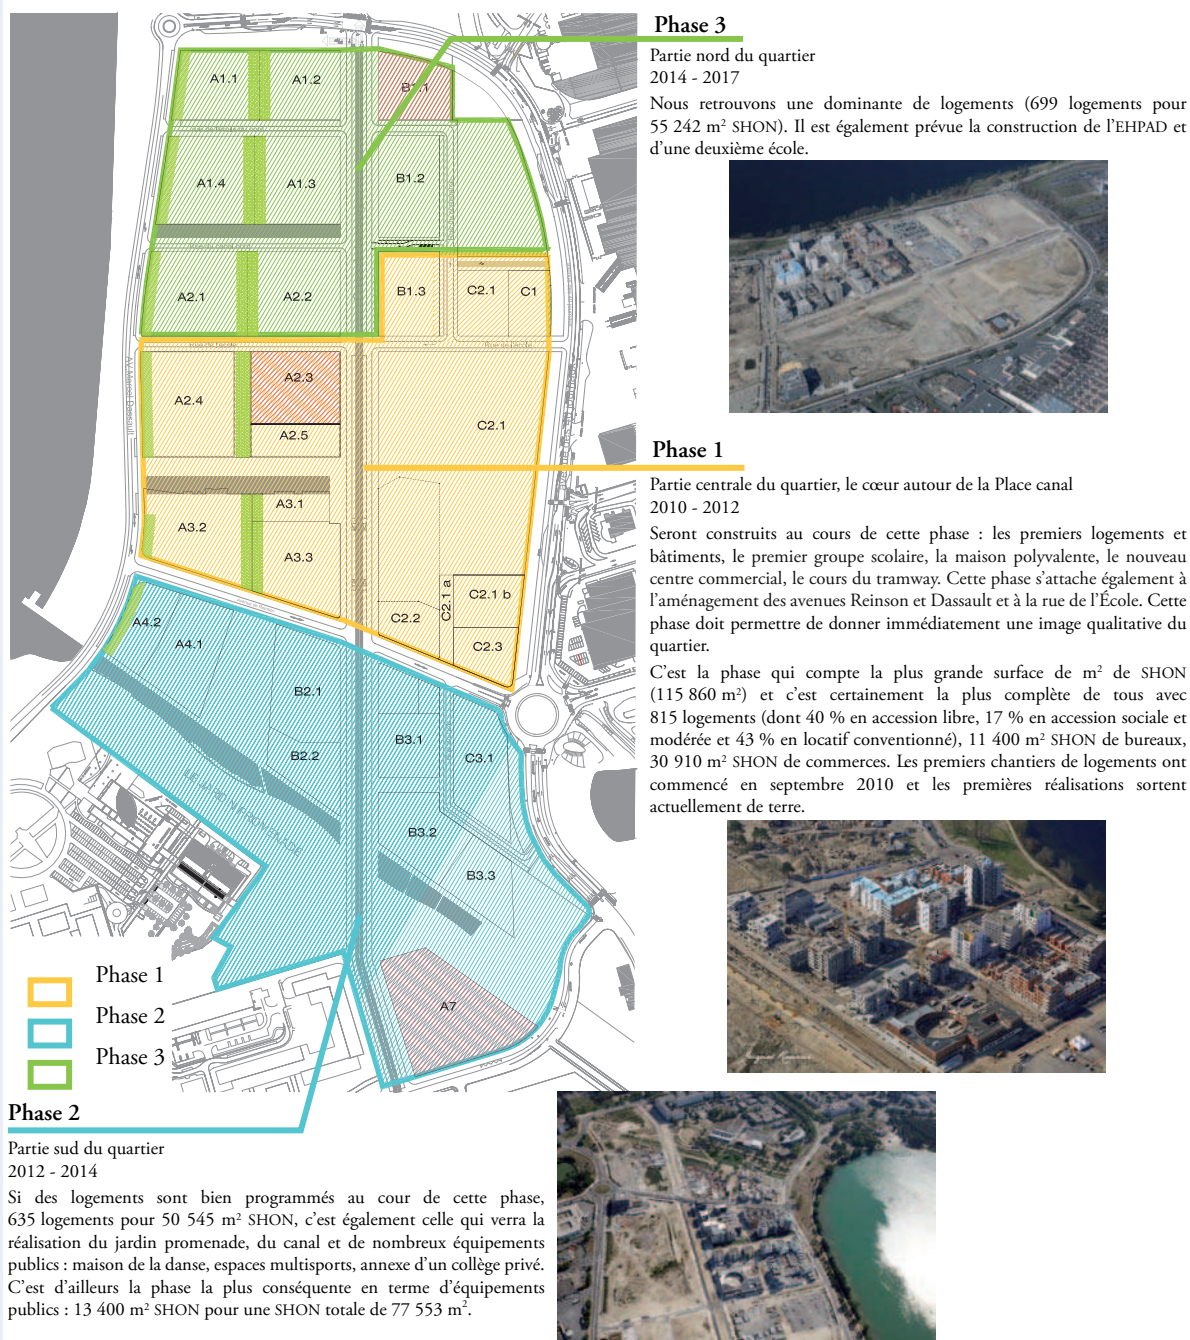 Phase 3
Partie nord du quartier
2014 - 2017
Nous retrouvons une dominante de logements (699 logements pour
55 242 m² SHON). Il est également prévue la construction de l'EHPAD et
d'une deuxième école.
Phase 1
Partie centrale du quartier, le cœur autour de la Place canal
2010 - 2012
Seront construits au cours de cette phase : les premiers logements et
bâtiments, le premier groupe scolaire, la maison polyvalente, le nouveau
centre commercial, le cours du tramway. Cette phase s'attache également à
l'aménagement des avenues Reinson et Dassault et à la rue de l'École. Cette
phase doit permettre de donner immédiatement une image qualitative du
quartier.
C'est la phase qui compte la plus grande surface de m² de SHON
(115 860 m²) et c'est certainement la plus complète de tous avec
815 logements (dont 40 % en accession libre, 17 % en accession sociale et
modérée et 43 % en locatif conventionné), 11 400 m² SHON de bureaux,
30 910 m² SHON de commerces. Les premiers chantiers de logements ont
commencé en septembre 2010 et les premières réalisations sortent
actuellement de terre.
A1.1
A1.2
B1.1
A1.4
A1.3
B1.2
A2.1
A2.2
B1.3
C2.1
C1
Rue de l'école
AV Marcel Dassault
A2.4
A2.3
A2.5
C2.1
A3.2
A3.1
A3.3
C2.2
C2.1 a
C2.1 b
C2.3
A4.2
A4.1
B2.1
B2.2
B3.1
C3.1
LE JARDIN PROMENADE
B3.2
B3.3
A7
Phase 1
Phase 2
Phase 3
Phase 2
Partie sud du quartier
2012 - 2014
Si des logements sont bien programmés au cour de cette phase,
635 logements pour 50 545 m² SHON, c'est également celle qui verra la
réalisation du jardin promenade, du canal et de nombreux équipements
publics : maison de la danse, espaces multisports, annexe d'un collège privé.
C'est d'ailleurs la phase la plus conséquente en terme d'équipements
publics : 13 400 m² SHON pour une SHON totale de 77 553 m².